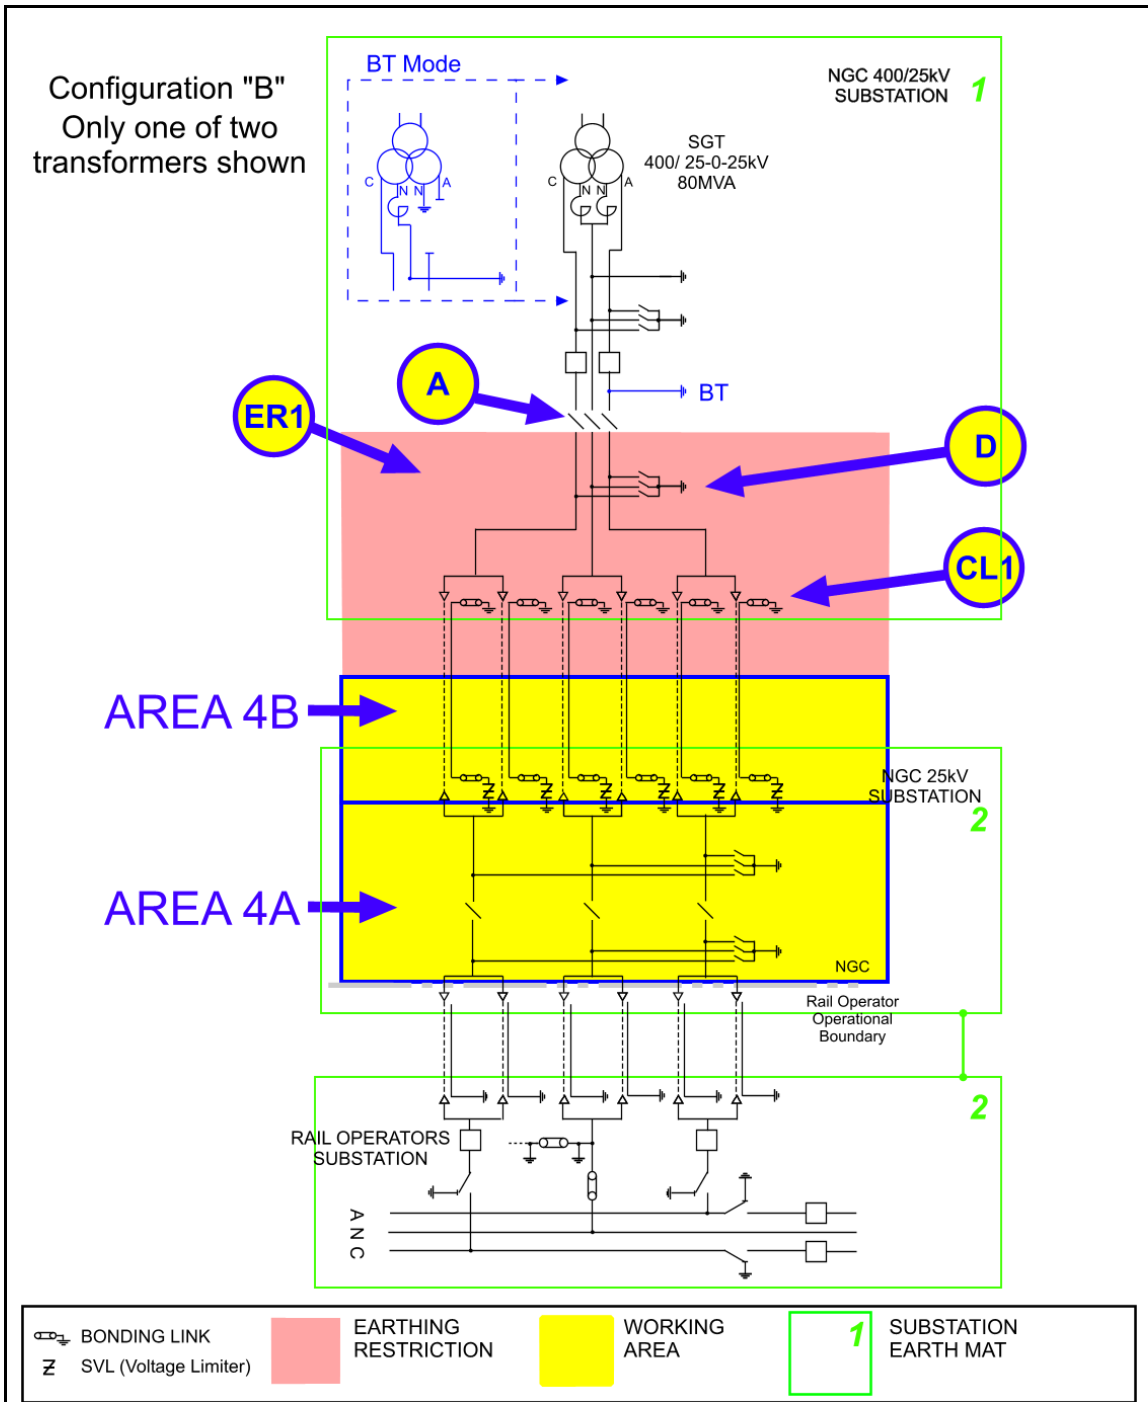 Configuration "B"
Only one of two
transformers shown
BT Mode
NGC 400/25kV
SUBSTATION
1
SGT
400/ 25-0-25kV
80MVA
C
N N
A
C
N N
A
A
BT
ER1
D
CL1
AREA 4B
NGC 25kV
SUBSTATION
2
AREA 4A
NGC
Rail Operator
Operational
Boundary
2
RAIL OPERATORS
SUBSTATION
A
N
C
BONDING LINK
SVL (Voltage Limiter)
EARTHING
RESTRICTION
WORKING
AREA
1
SUBSTATION
EARTH MAT